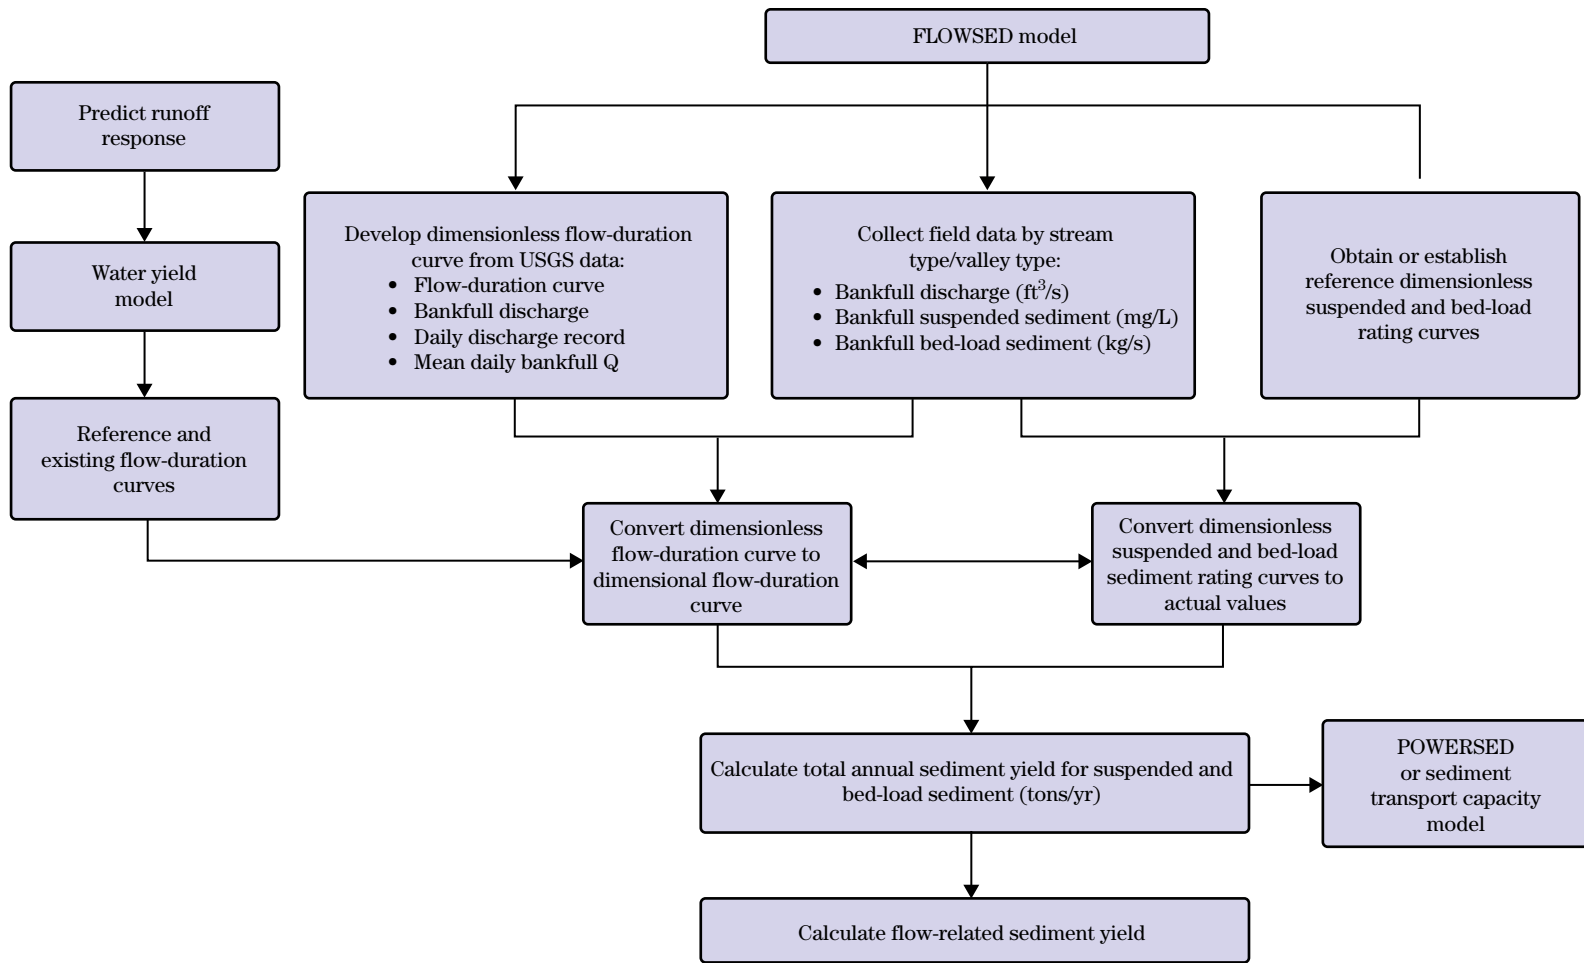 FLOWSED model
Predict runoff
response
Water yield
model
Reference and
existing flow-duration
curves
Develop dimensionless flow-duration
curve from USGS data:
• Flow-duration curve
• Bankfull discharge
• Daily discharge record
• Mean daily bankfull Q
Collect field data by stream
type/valley type:
• Bankfull discharge (ft³/s)
• Bankfull suspended sediment (mg/L)
• Bankfull bed-load sediment (kg/s)
Obtain or establish
reference dimensionless
suspended and bed-load
rating curves
Convert dimensionless
flow-duration curve to
dimensional flow-duration
curve
Convert dimensionless
suspended and bed-load
sediment rating curves to
actual values
Calculate total annual sediment yield for suspended and
bed-load sediment (tons/yr)
POWERSED
or sediment
transport capacity
model
Calculate flow-related sediment yield